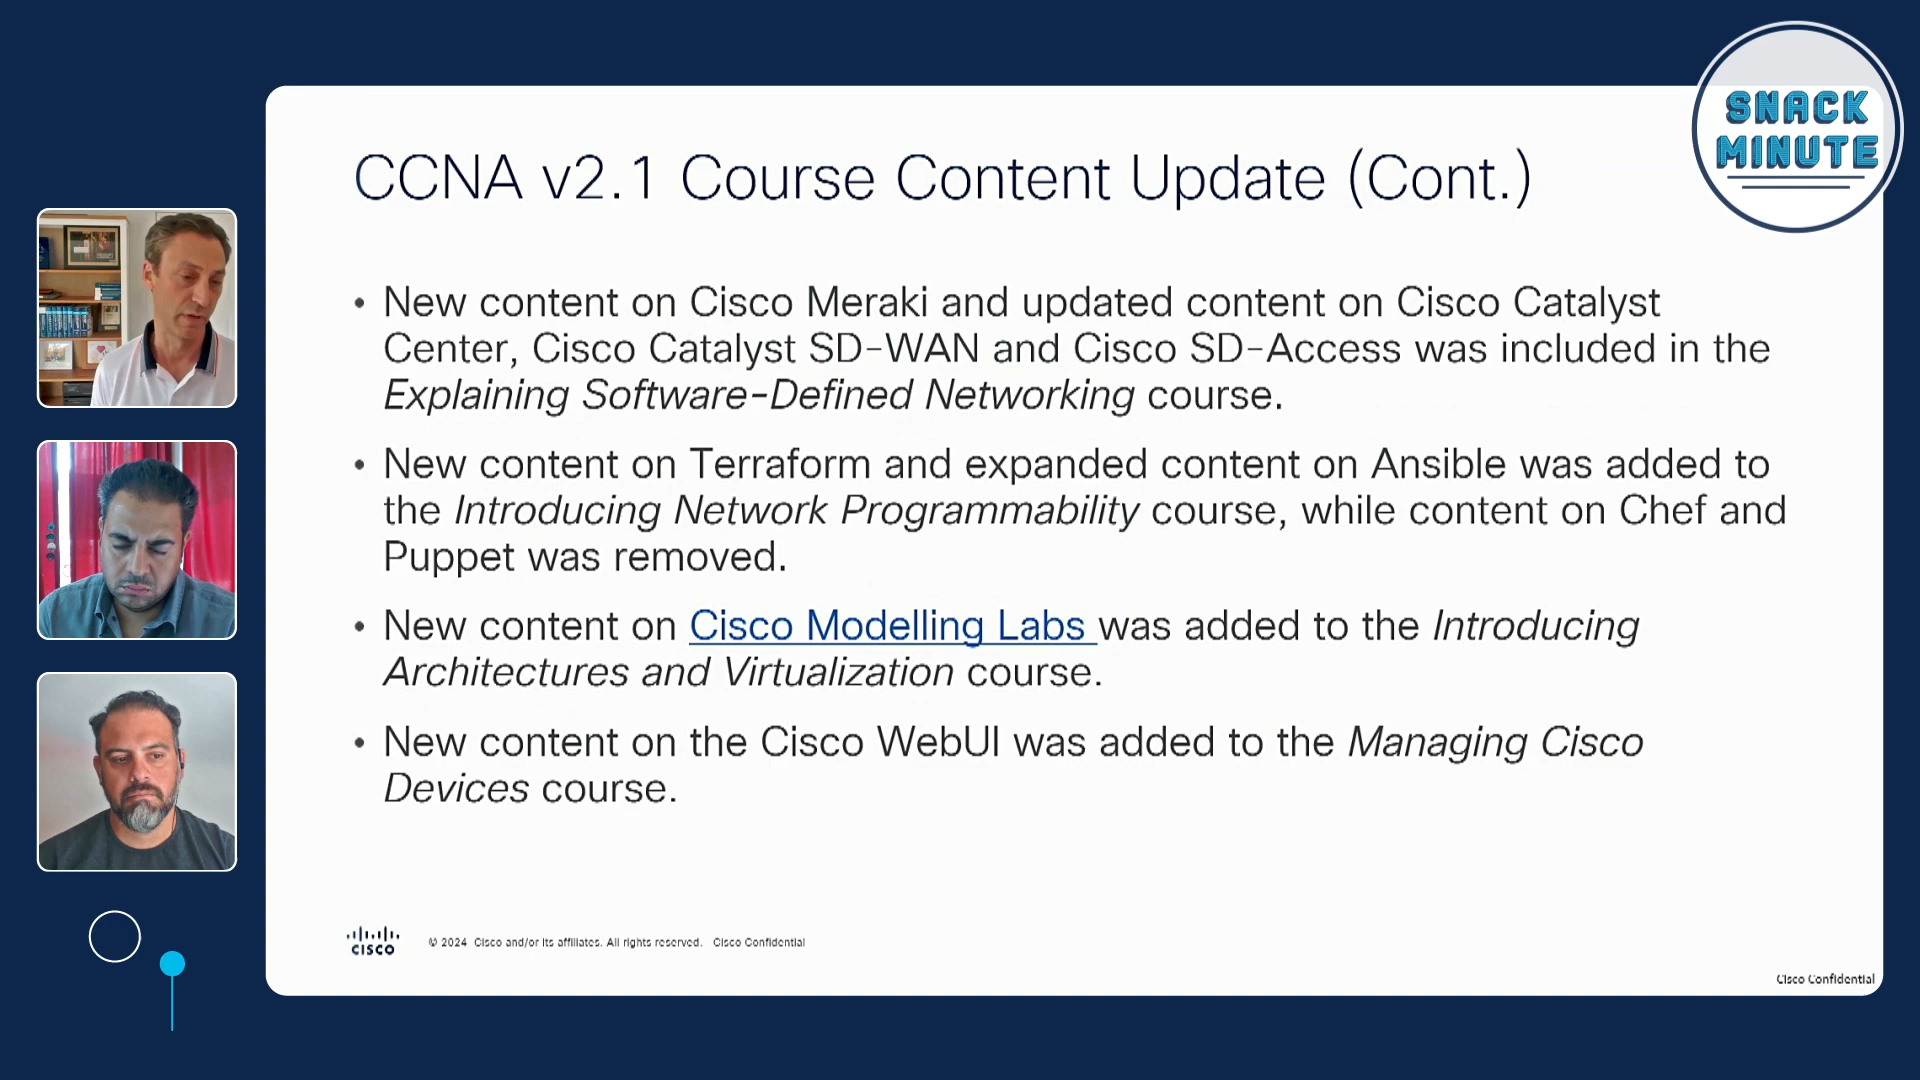 SNACK
MINUTE
CCNA v2.1 Course Content Update (Cont.)
• New content on Cisco Meraki and updated content on Cisco Catalyst
Center, Cisco Catalyst SD-WAN and Cisco SD-Access was included in the
Explaining Software-Defined Networking course.
• New content on Terraform and expanded content on Ansible was added to
the Introducing Network Programmability course, while content on Chef and
Puppet was removed.
• New content on Cisco Modelling Labs was added to the Introducing
Architectures and Virtualization course.
• New content on the Cisco WebUI was added to the Managing Cisco
Devices course.
CISCO
© 2024 Cisco and/or its affiliates. All rights reserved. Cisco Confidential
Cisco Confidential